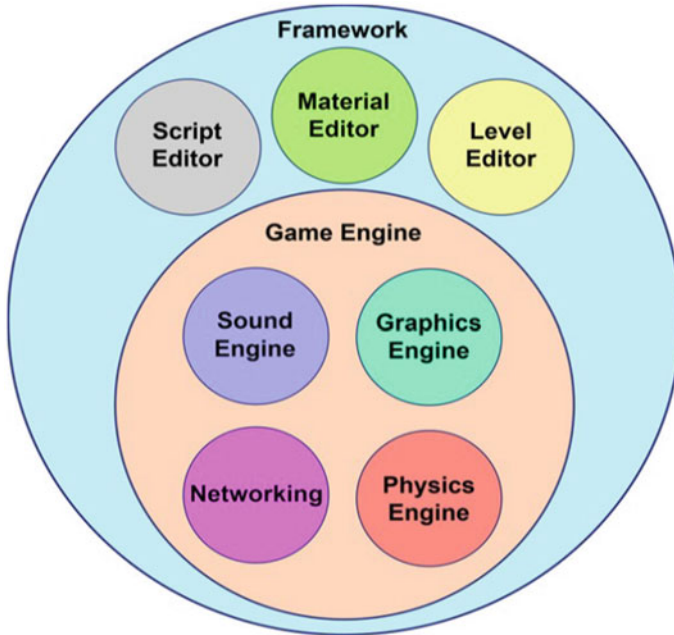 Framework
Material
Editor
Script
Editor
Level
Editor
Game Engine
Sound
Engine
Graphics
Engine
Networking
Physics
Engine